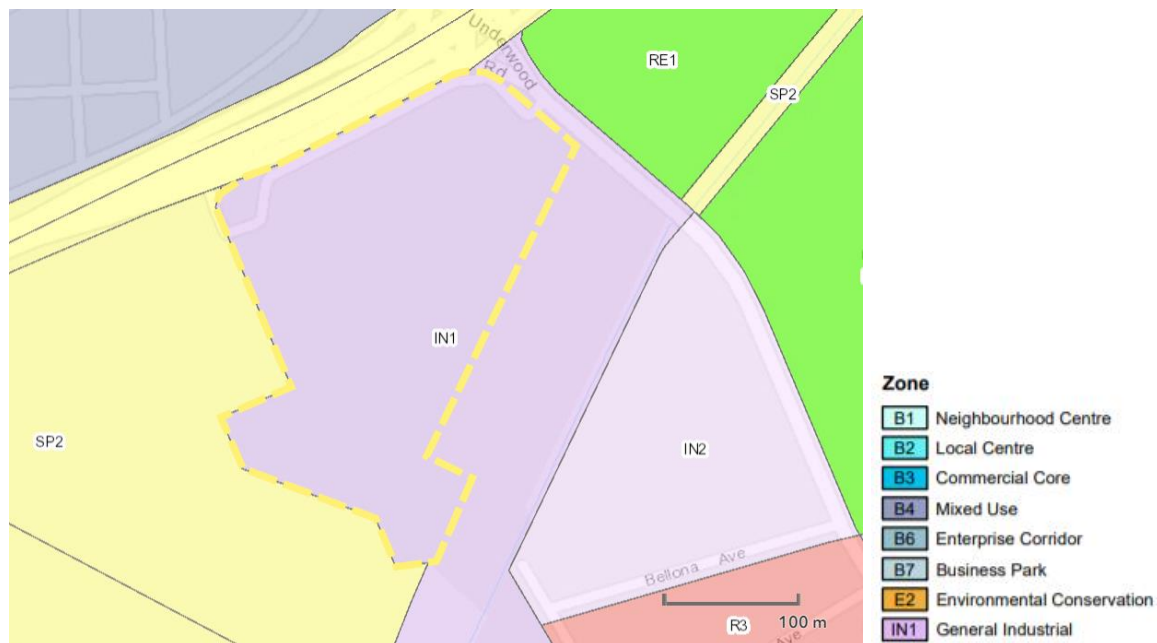 Underwood
Rd
RE1
SP2
IN1
SP2
IN2
Bellona Ave
R3
100 m
Ave
Zone
B1 Neighbourhood Centre
B2 Local Centre
B3 Commercial Core
B4 Mixed Use
B6 Enterprise Corridor
B7 Business Park
E2 Environmental Conservation
IN1 General Industrial